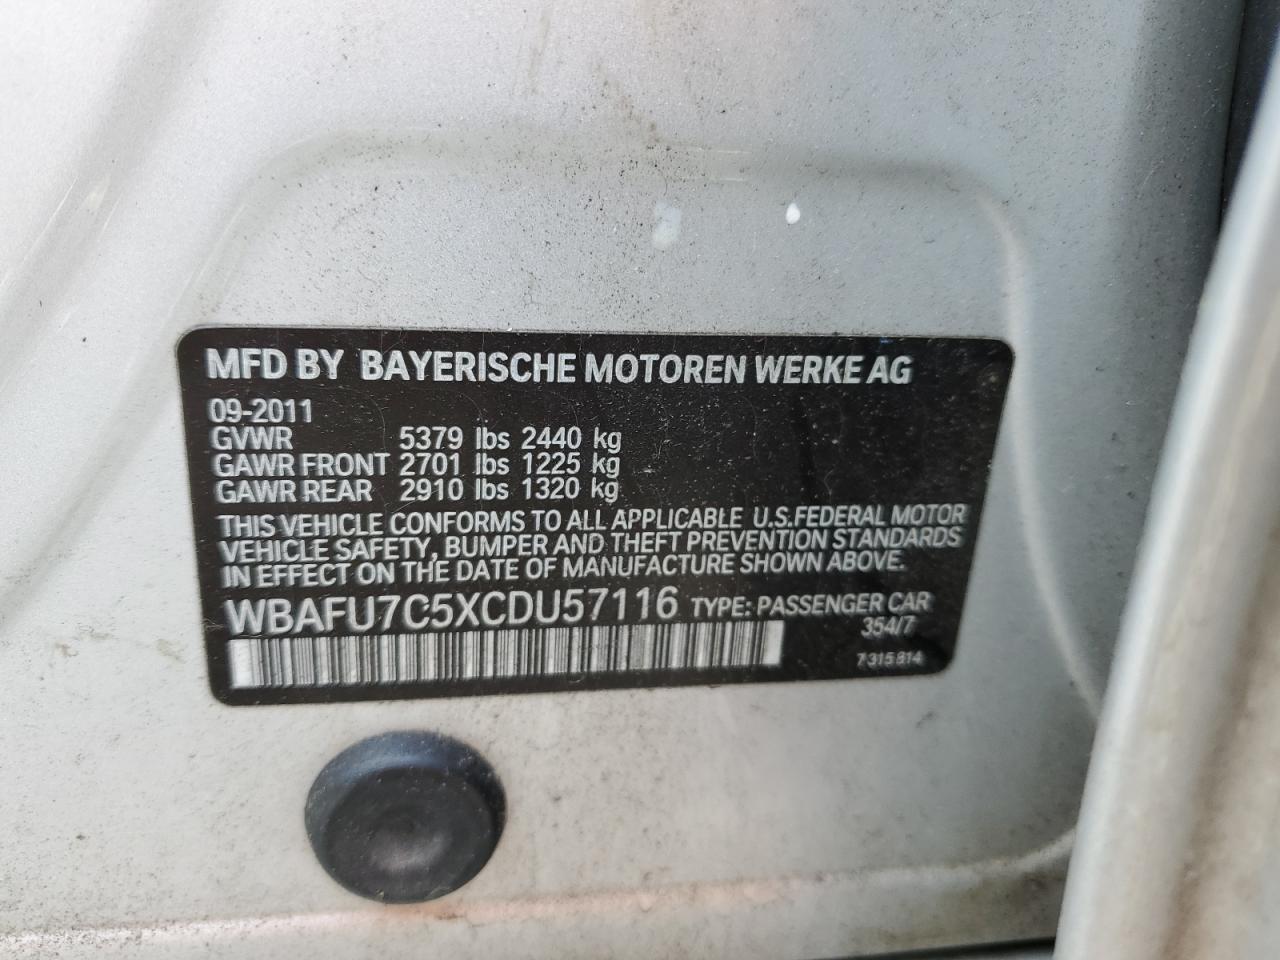 MFD BY BAYERISCHE MOTOREN WERKE AG
09-2011
GVWR 5379 lbs 2440 kg
GAWR FRONT 2701 lbs 1225 kg
GAWR REAR 2910 lbs 1320 kg
THIS VEHICLE CONFORMS TO ALL APPLICABLE U.S.FEDERAL MOTOR
VEHICLE SAFETY, BUMPER AND THEFT PREVENTION STANDARDS
IN EFFECT ON THE DATE OF MANUFACTURE SHOWN ABOVE.
WBAFU7C5XCDU57116 TYPE: PASSENGER CAR
354/7
7315814